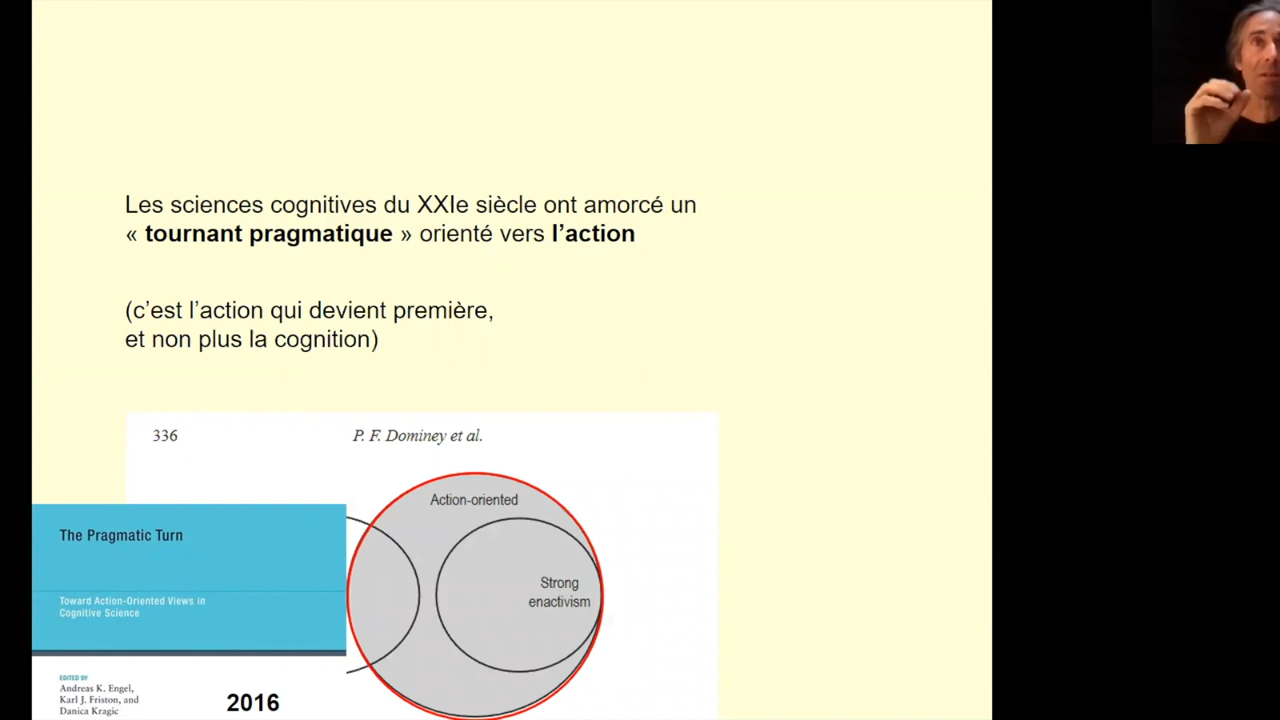 Les sciences cognitives du XXIe siècle ont amorcé un
« tournant pragmatique » orienté vers l’action
(c’est l’action qui devient première,
et non plus la cognition)
336 P. F. Dominey et al.
Action-oriented
Strong
enactivism
The Pragmatic Turn
Toward Action-Oriented Views in
Cognitive Science
EDITED BY
Andreas K. Engel,
Karl J. Friston, and
Danica Kragic
2016